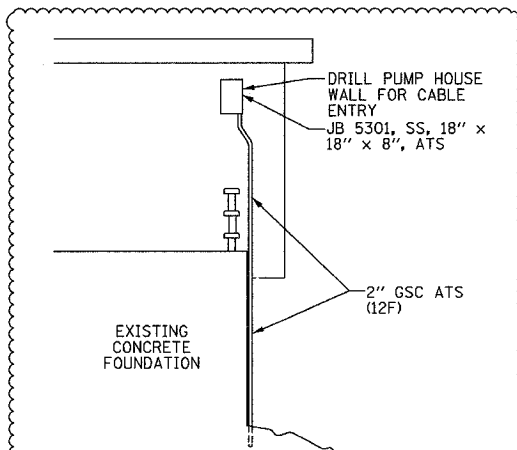 DRILL PUMP HOUSE
WALL FOR CABLE
ENTRY
JB 5301, SS, 18" x
18" x 8", ATS
2" GSC ATS
(12F)
EXISTING
CONCRETE
FOUNDATION